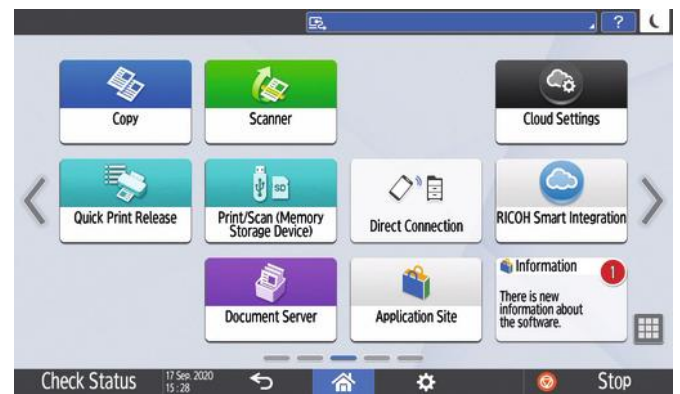 ?
Copy
Scanner
Cloud Settings
SD
Quick Print Release
Print/Scan (Memory
Storage Device)
Direct Connection
RICOH Smart Integration
Document Server
Application Site
Information
1
There is new
information about
the software.
Check Status
17 Sep. 2020
15 : 28
Stop